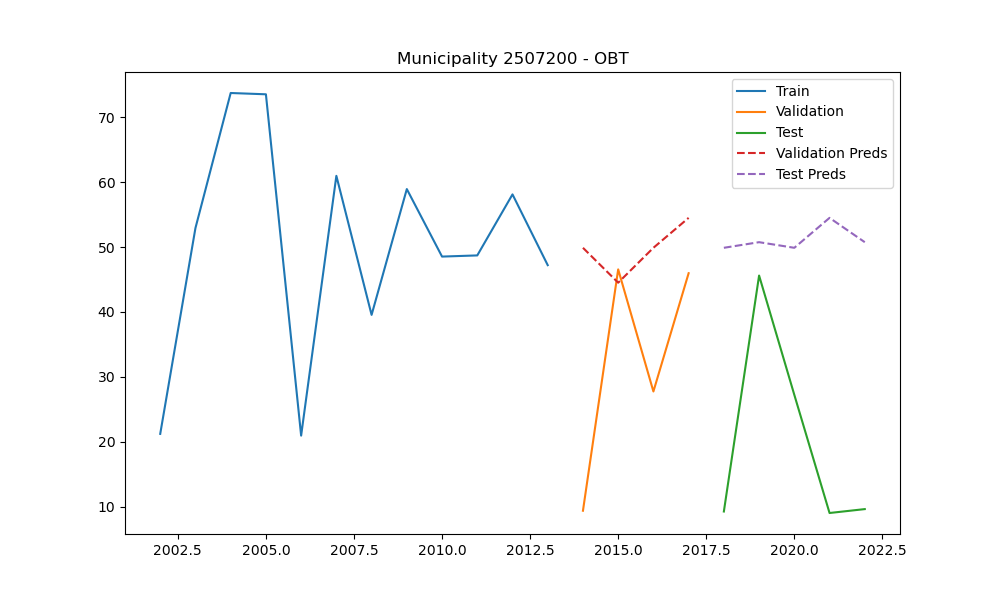 Municipality 2507200 - OBT
Train
Validation
Test
Validation Preds
Test Preds
70
60
50
40
30
20
10
2002.5 2005.0 2007.5 2010.0 2012.5 2015.0 2017.5 2020.0 2022.5